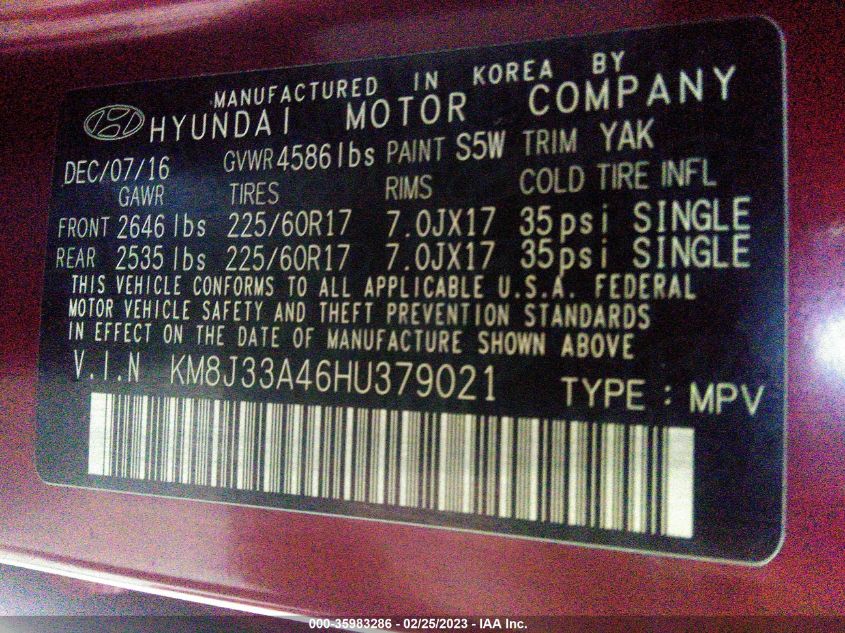 MANUFACTURED IN KOREA BY
HYUNDAI MOTOR COMPANY
DEC/07/16 GVWR 4586 lbs PAINT S5W TRIM YAK
GAWR TIRES RIMS COLD TIRE INFL
FRONT 2646 lbs 225/60R17 7.0JX17 35psi SINGLE
REAR 2535 lbs 225/60R17 7.0JX17 35psi SINGLE
THIS VEHICLE CONFORMS TO ALL APPLICABLE U.S.A. FEDERAL
MOTOR VEHICLE SAFETY AND THEFT PREVENTION STANDARDS
IN EFFECT ON THE DATE OF MANUFACTURE SHOWN ABOVE
V.I.N KM8J33A46HU379021 TYPE : MPV
000-35983286 - 02/25/2023 - IAA Inc.